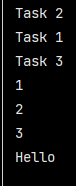 Task 2
Task 1
Task 3
1
2
3
Hello